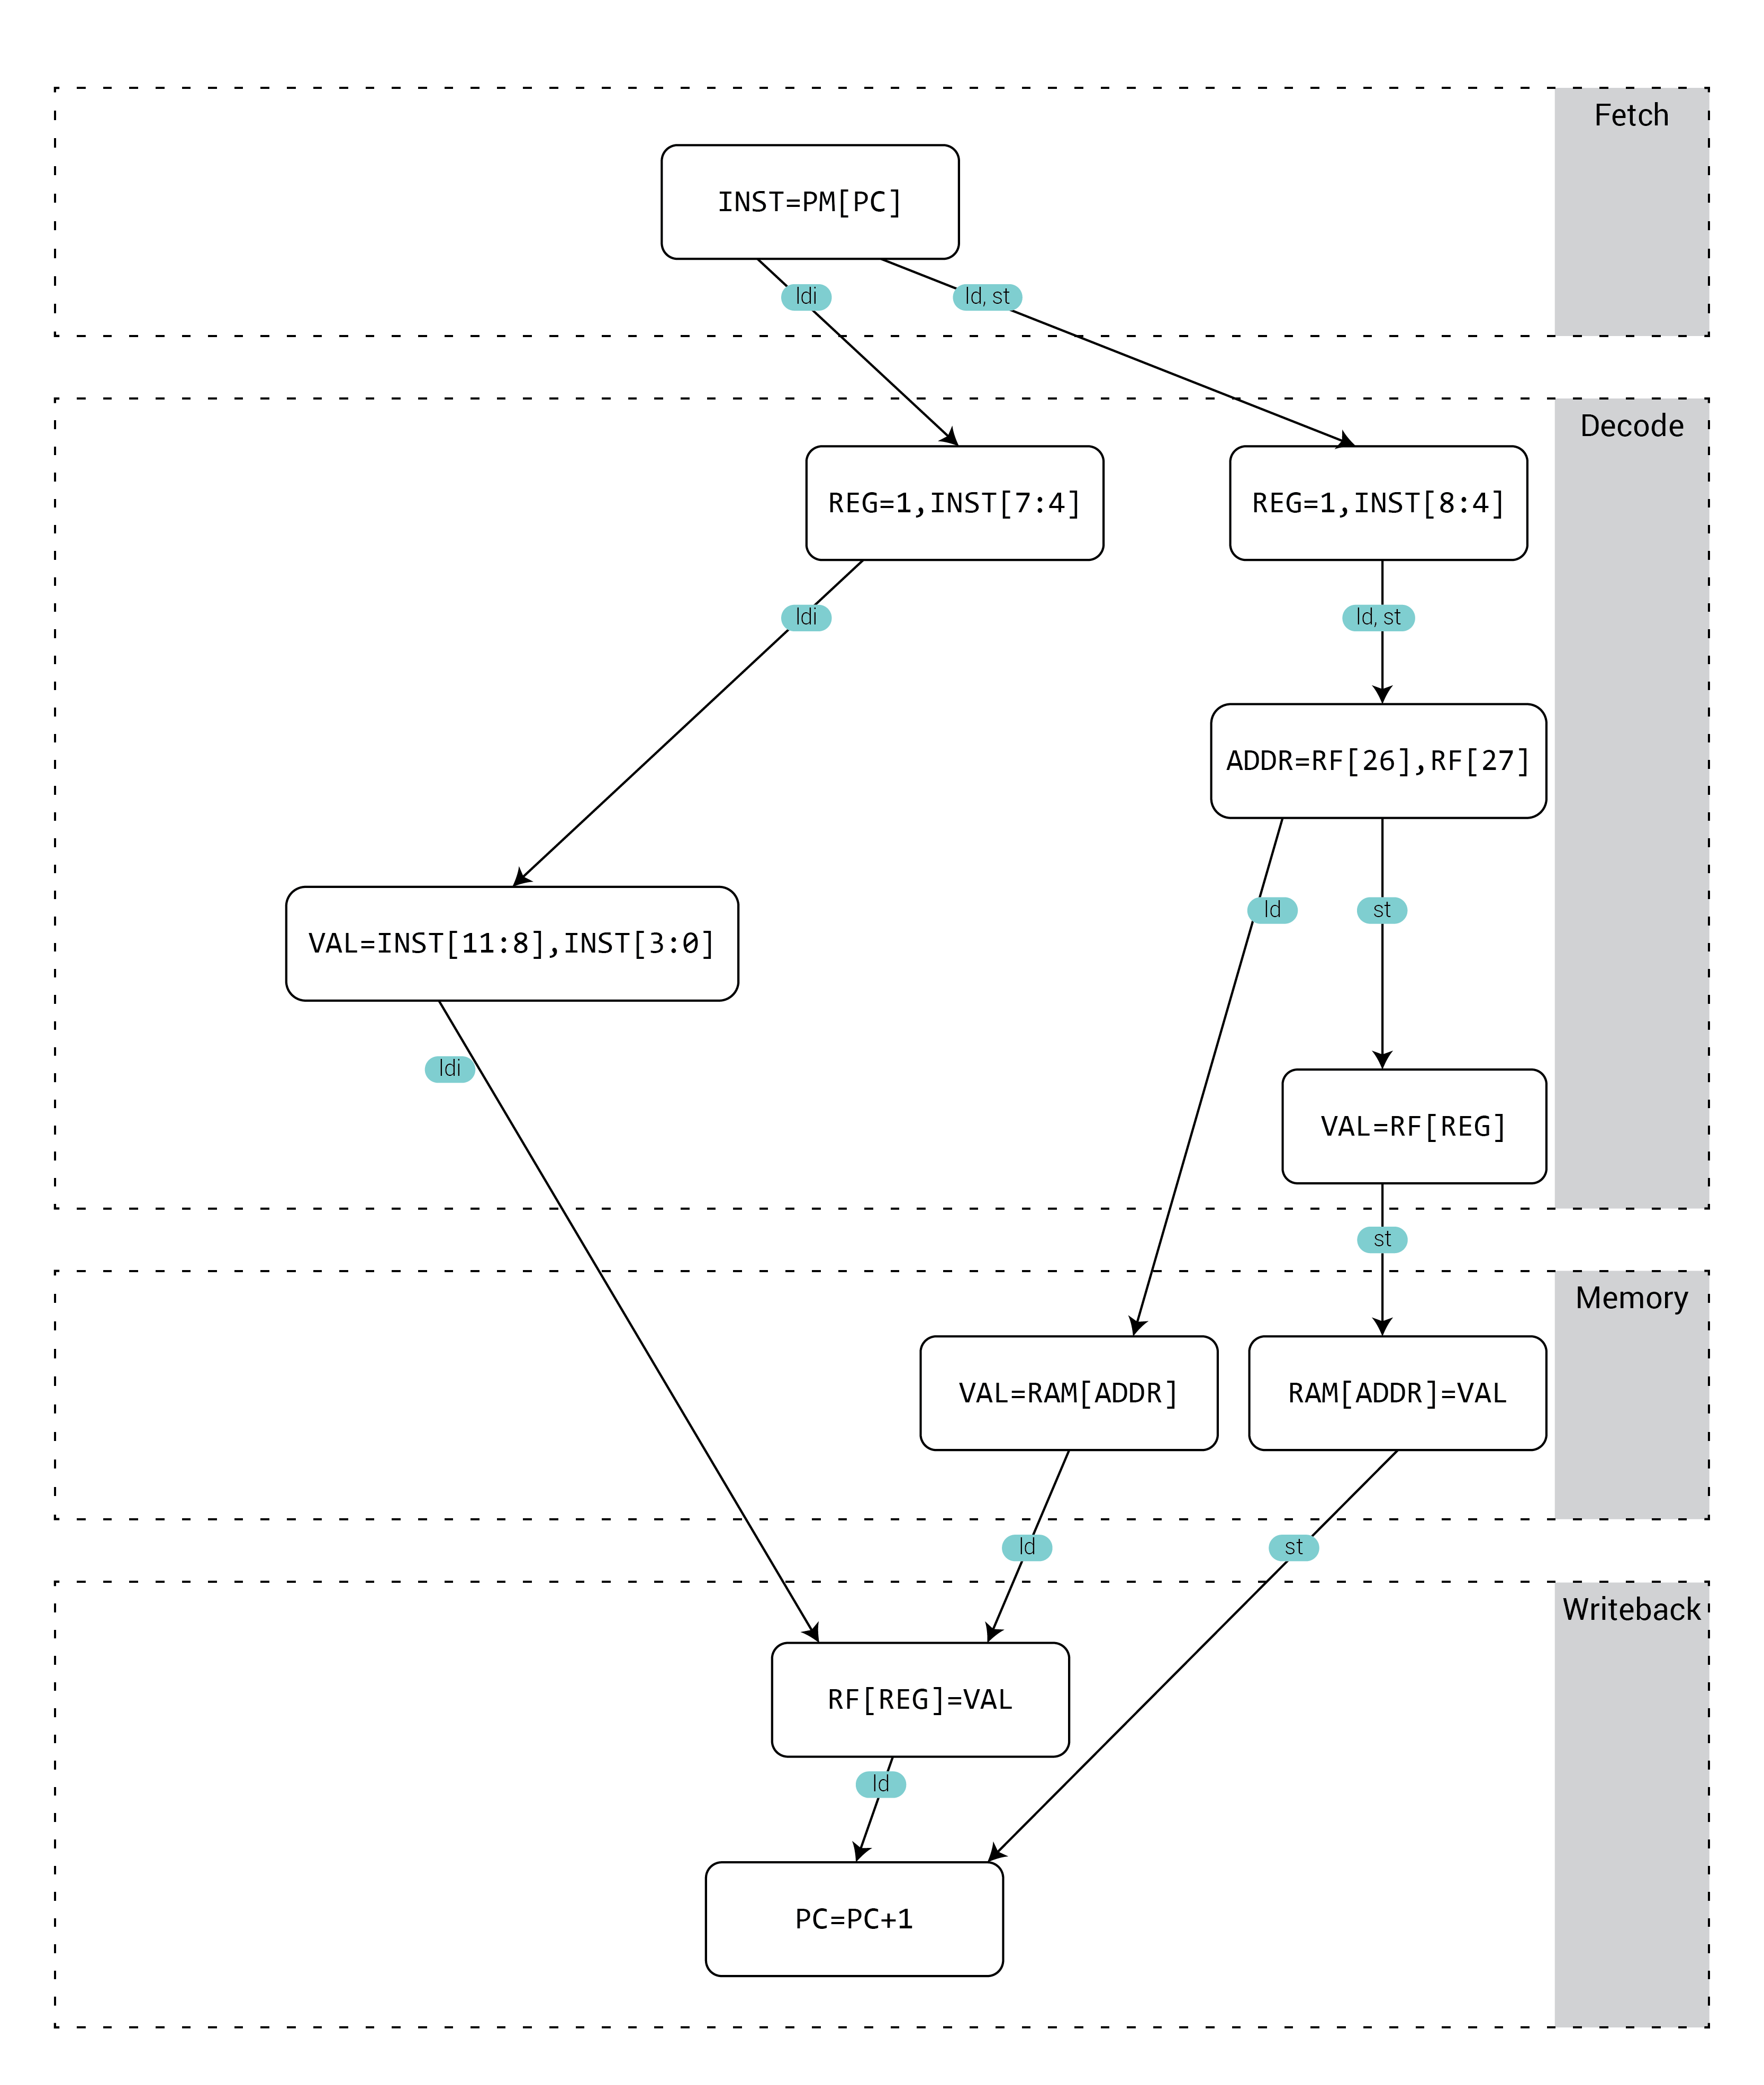 Fetch
INST=PM[PC]
ldi
ld, st
Decode
REG=1,INST[7:4]
REG=1,INST[8:4]
ldi
ld, st
ADDR=RF[26],RF[27]
ld
st
VAL=INST[11:8],INST[3:0]
ldi
VAL=RF[REG]
st
Memory
VAL=RAM[ADDR]
RAM[ADDR]=VAL
ld
st
Writeback
RF[REG]=VAL
ld
PC=PC+1